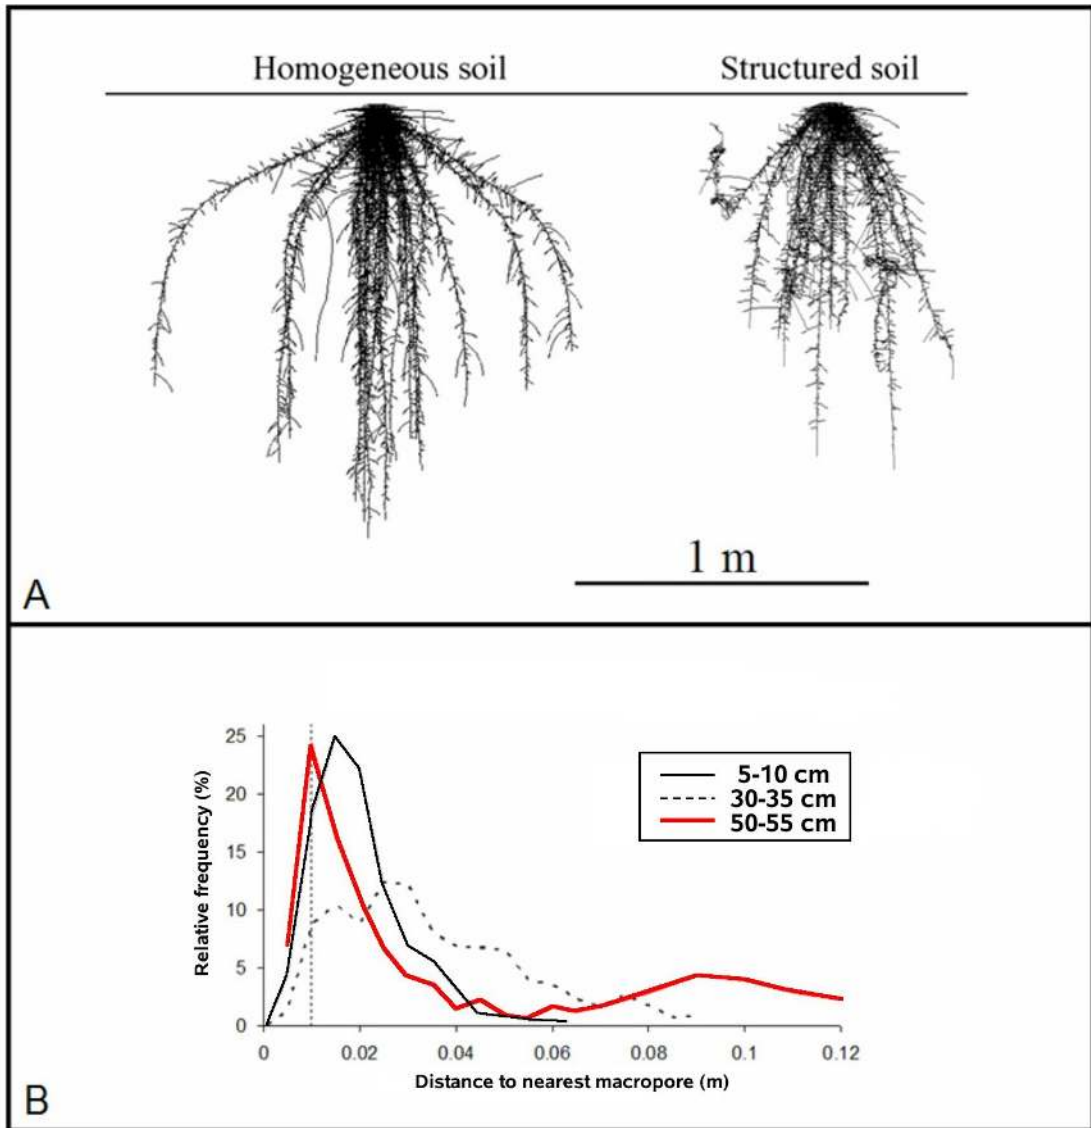 Homogeneous soil
Structured soil
1 m
A
25
20
15
10
5
0
Relative frequency (%)
5-10 cm
30-35 cm
50-55 cm
0 0.02 0.04 0.06 0.08 0.1 0.12
Distance to nearest macropore (m)
B